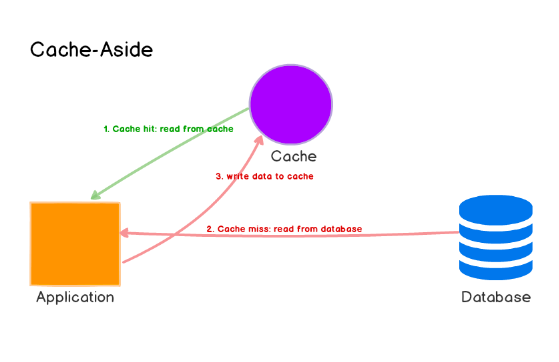 Cache-Aside
1. Cache hit: read from cache
Cache
3. write data to cache
2. Cache miss: read from database
Application
Database